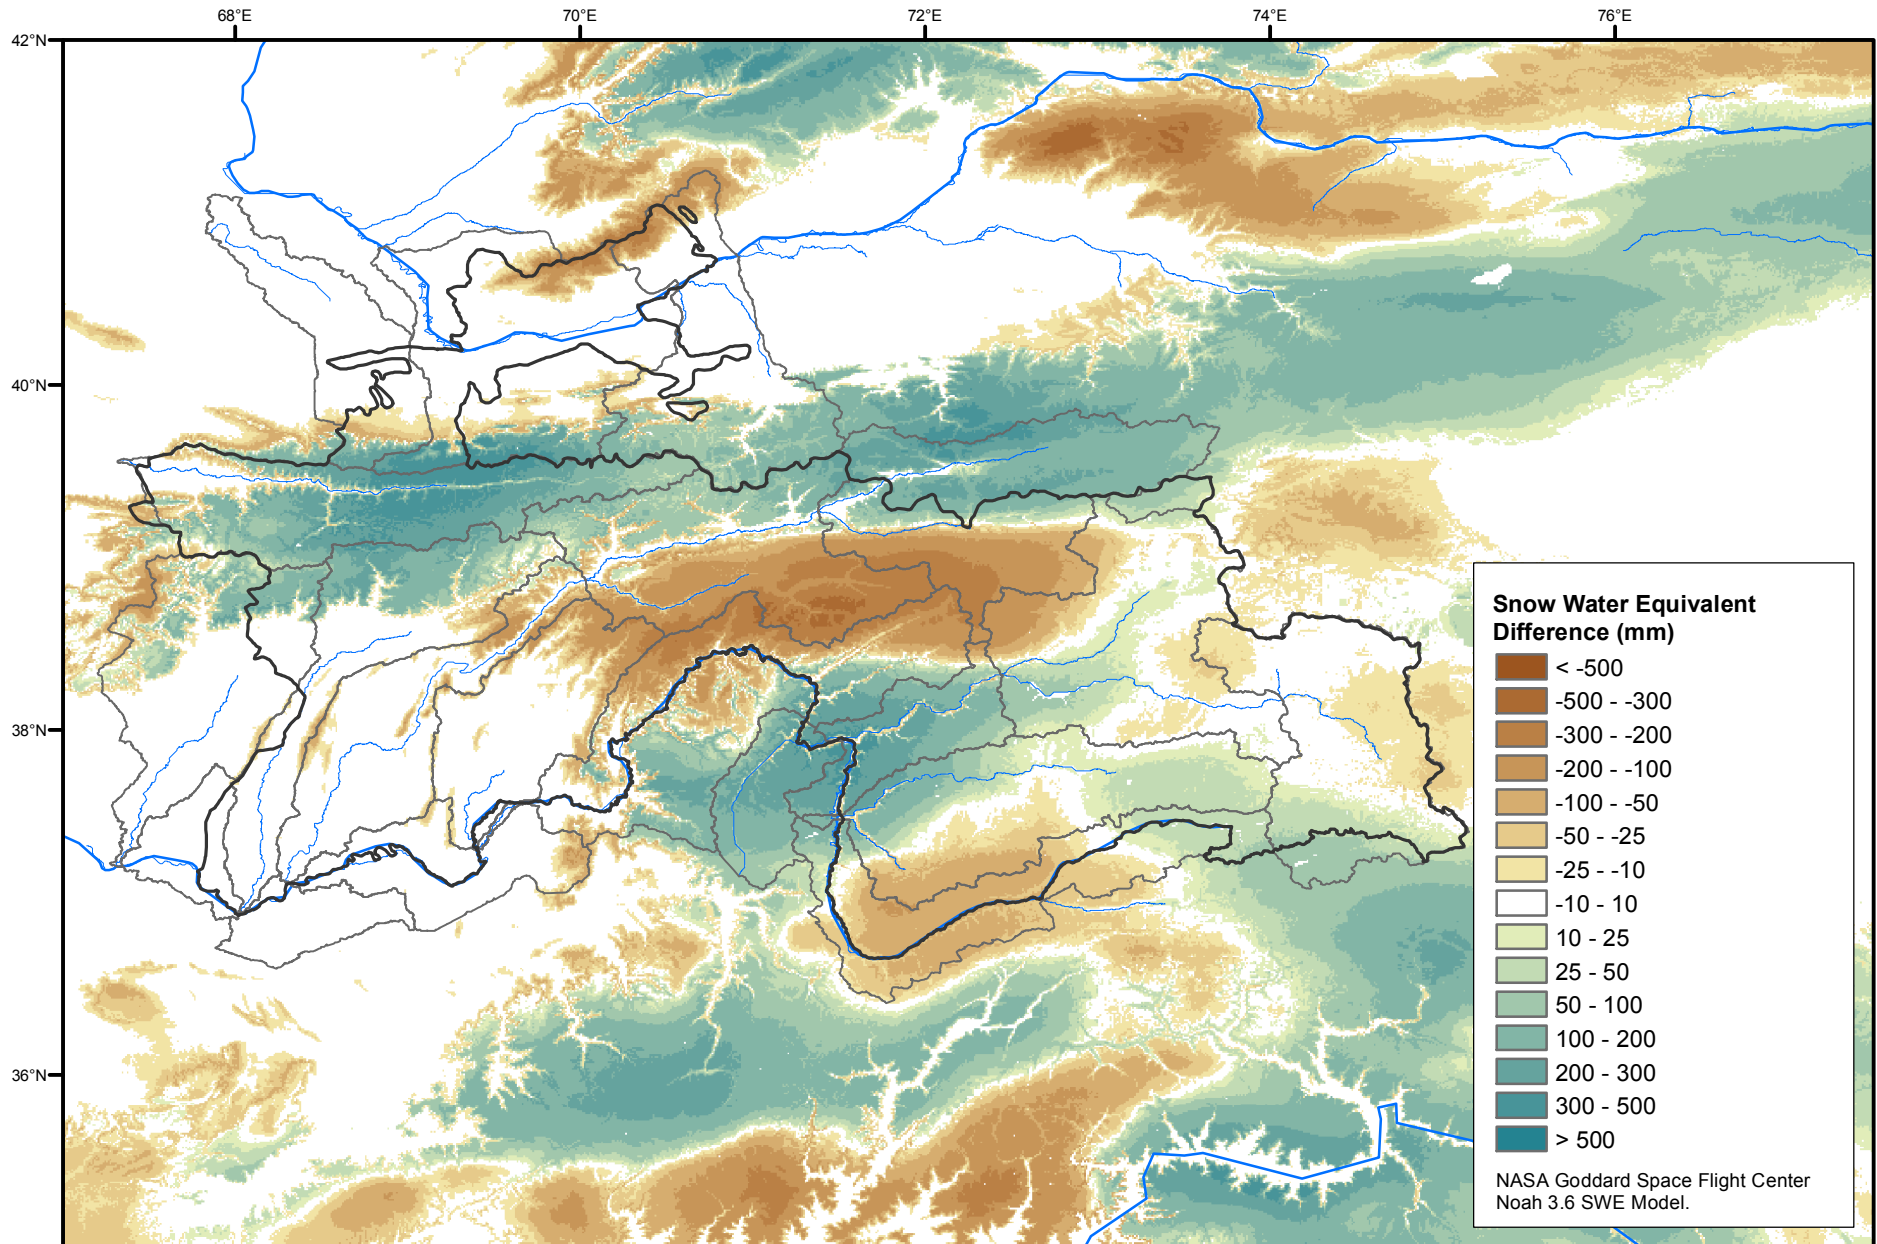 68°E 70°E 72°E 74°E 76°E
42°N
40°N
38°N
36°N
Snow Water Equivalent
Difference (mm)
< -500
-500 - -300
-300 - -200
-200 - -100
-100 - -50
-50 - -25
-25 - -10
-10 - 10
10 - 25
25 - 50
50 - 100
100 - 200
200 - 300
300 - 500
> 500
NASA Goddard Space Flight Center
Noah 3.6 SWE Model.